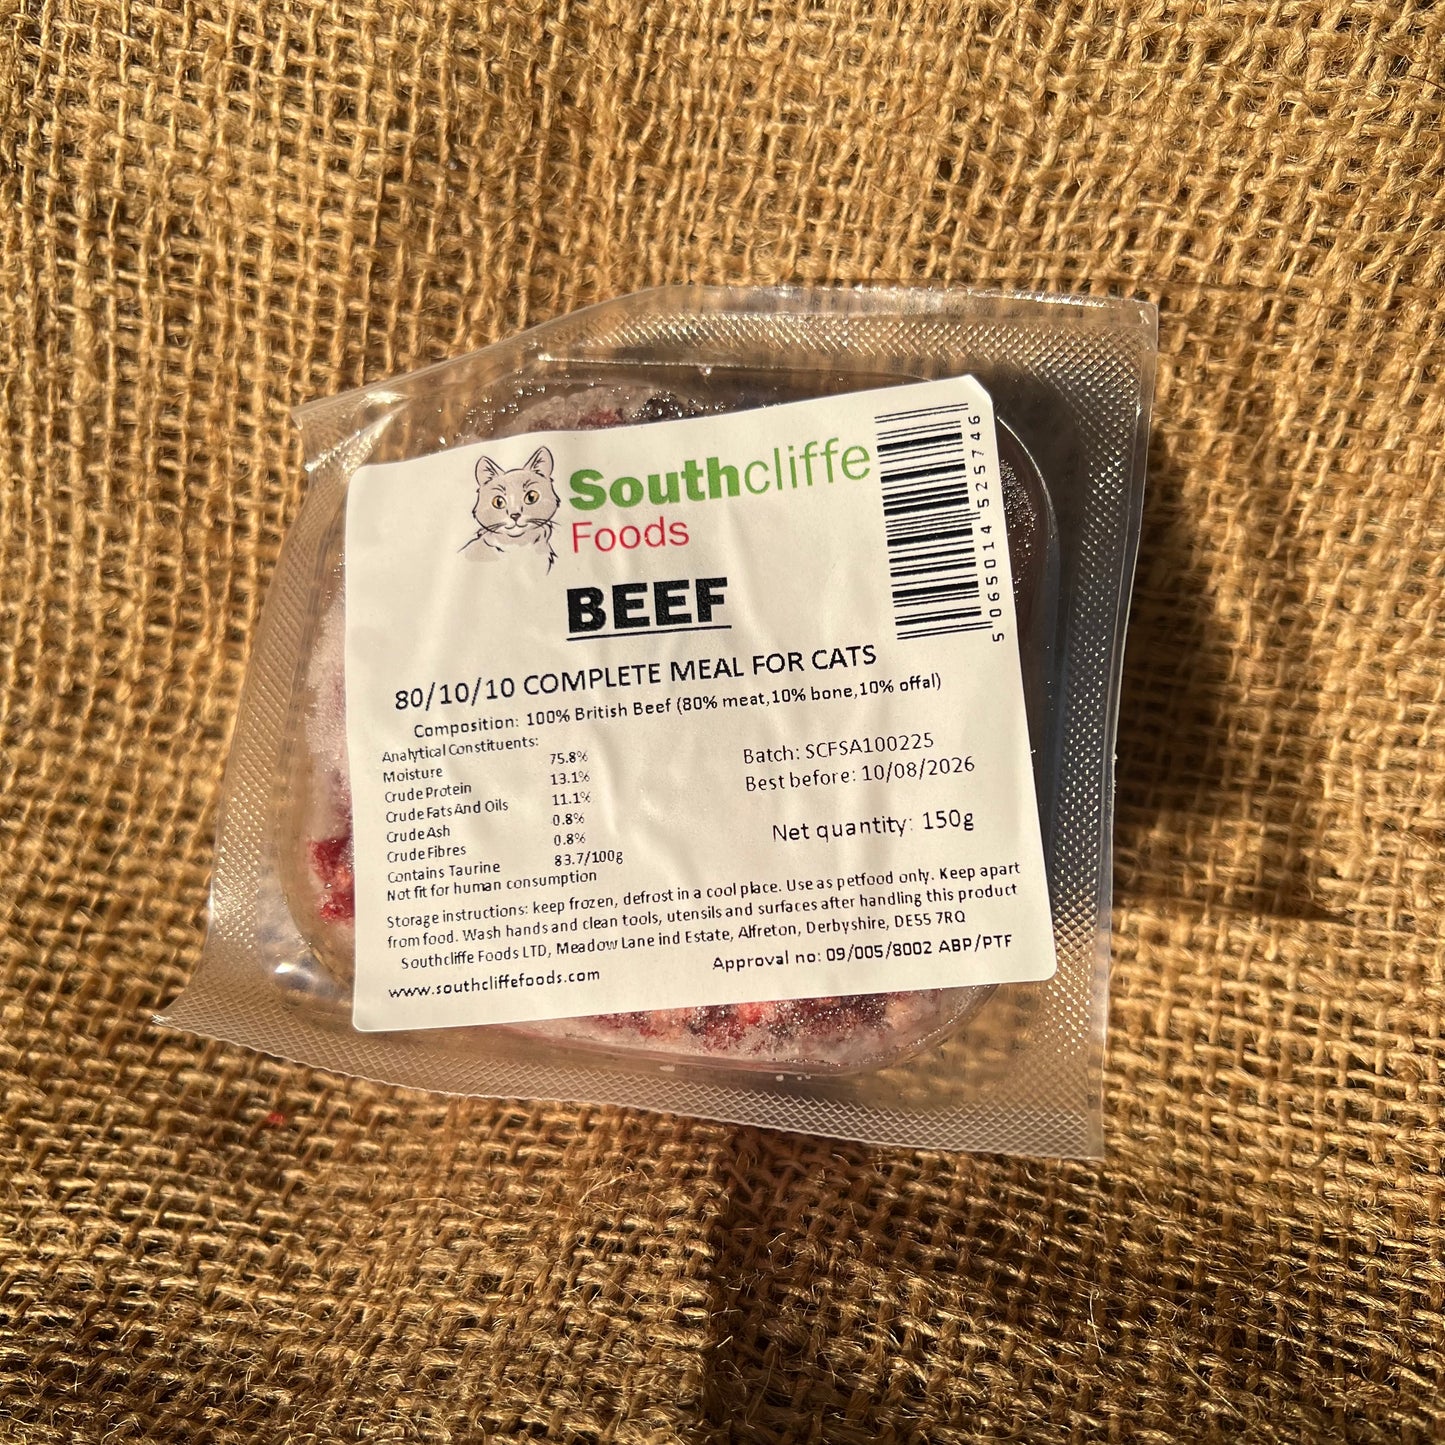 Southcliffe
Foods
BEEF
80/10/10 COMPLETE MEAL FOR CATS
Composition: 100% British Beef (80% meat,10% bone,10% offal)
Analytical Constituents:
Moisture 75.8%
Crude Protein 13.1%
Crude Fats And Oils 11.1%
Crude Ash 0.8%
Crude Fibres 0.8%
Contains Taurine 83.7/100g
Not fit for human consumption
Batch: SCFSA100225
Best before: 10/08/2026
Net quantity: 150g
Storage instructions: keep frozen, defrost in a cool place. Use as petfood only. Keep apart
from food. Wash hands and clean tools, utensils and surfaces after handling this product
Southcliffe Foods LTD, Meadow Lane ind Estate, Alfreton, Derbyshire, DE55 7RQ
www.southcliffefoods.com Approval no: 09/005/8002 ABP/PTF
5 065014 525746